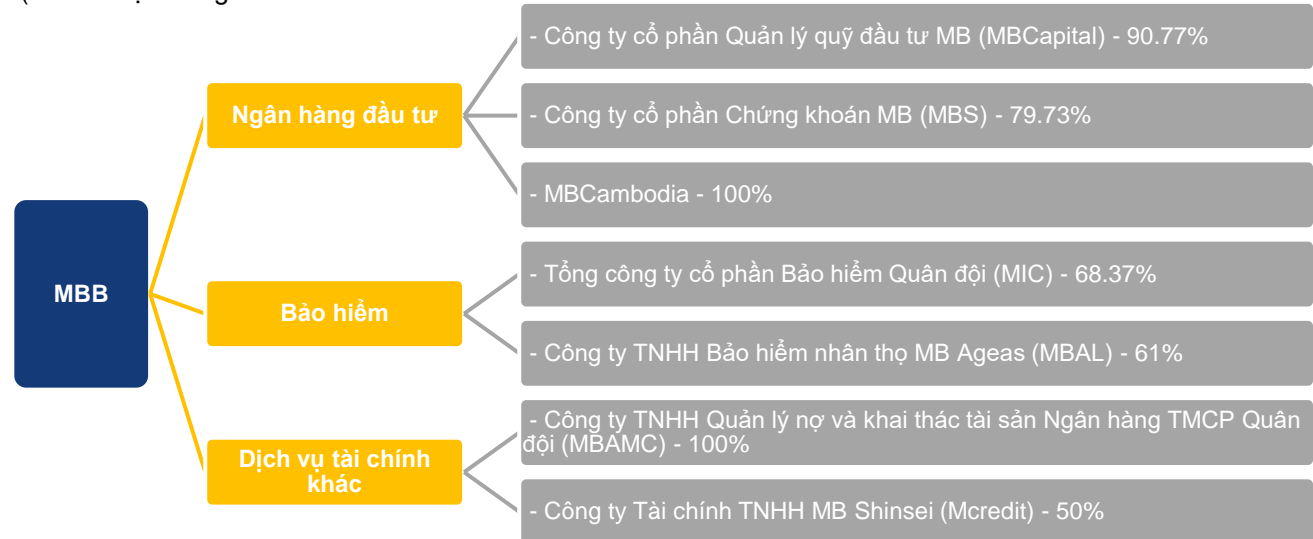 - Công ty cổ phần Quản lý quỹ đầu tư MB (MBCapital) - 90.77%
Ngân hàng đầu tư
- Công ty cổ phần Chứng khoán MB (MBS) - 79.73%
- MBCambodia - 100%
MBB
- Tổng công ty cổ phần Bảo hiểm Quân đội (MIC) - 68.37%
Bảo hiểm
- Công ty TNHH Bảo hiểm nhân thọ MB Ageas (MBAL) - 61%
- Công ty TNHH Quản lý nợ và khai thác tài sản Ngân hàng TMCP Quân
đội (MBAMC) - 100%
Dịch vụ tài chính
khác
- Công ty Tài chính TNHH MB Shinsei (Mcredit) - 50%